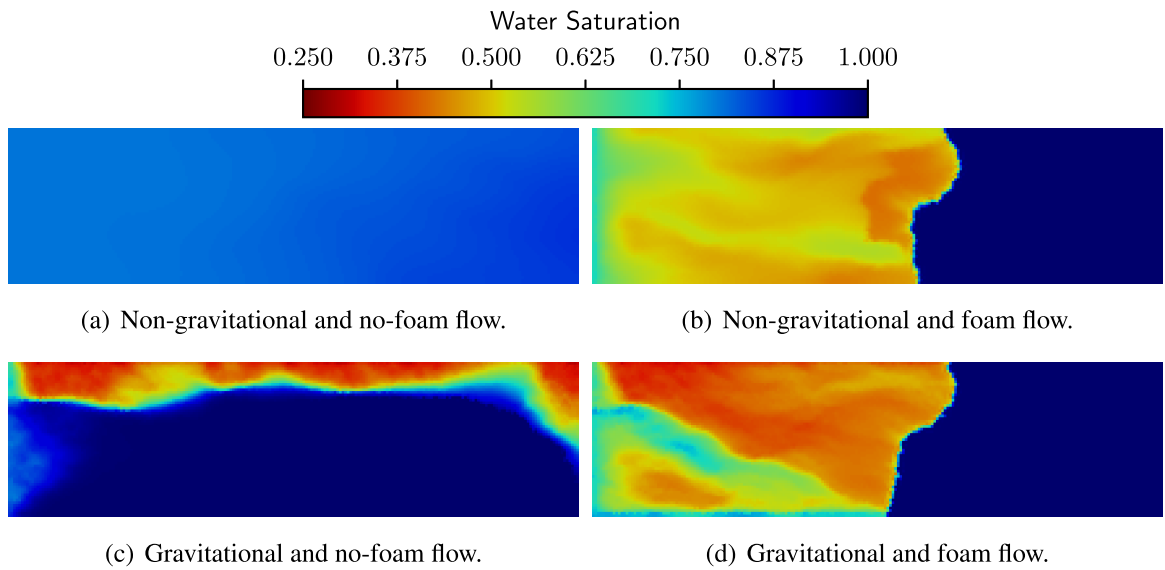 Water Saturation
0.250 0.375 0.500 0.625 0.750 0.875 1.000
(a) Non-gravitational and no-foam flow.
(b) Non-gravitational and foam flow.
(c) Gravitational and no-foam flow.
(d) Gravitational and foam flow.